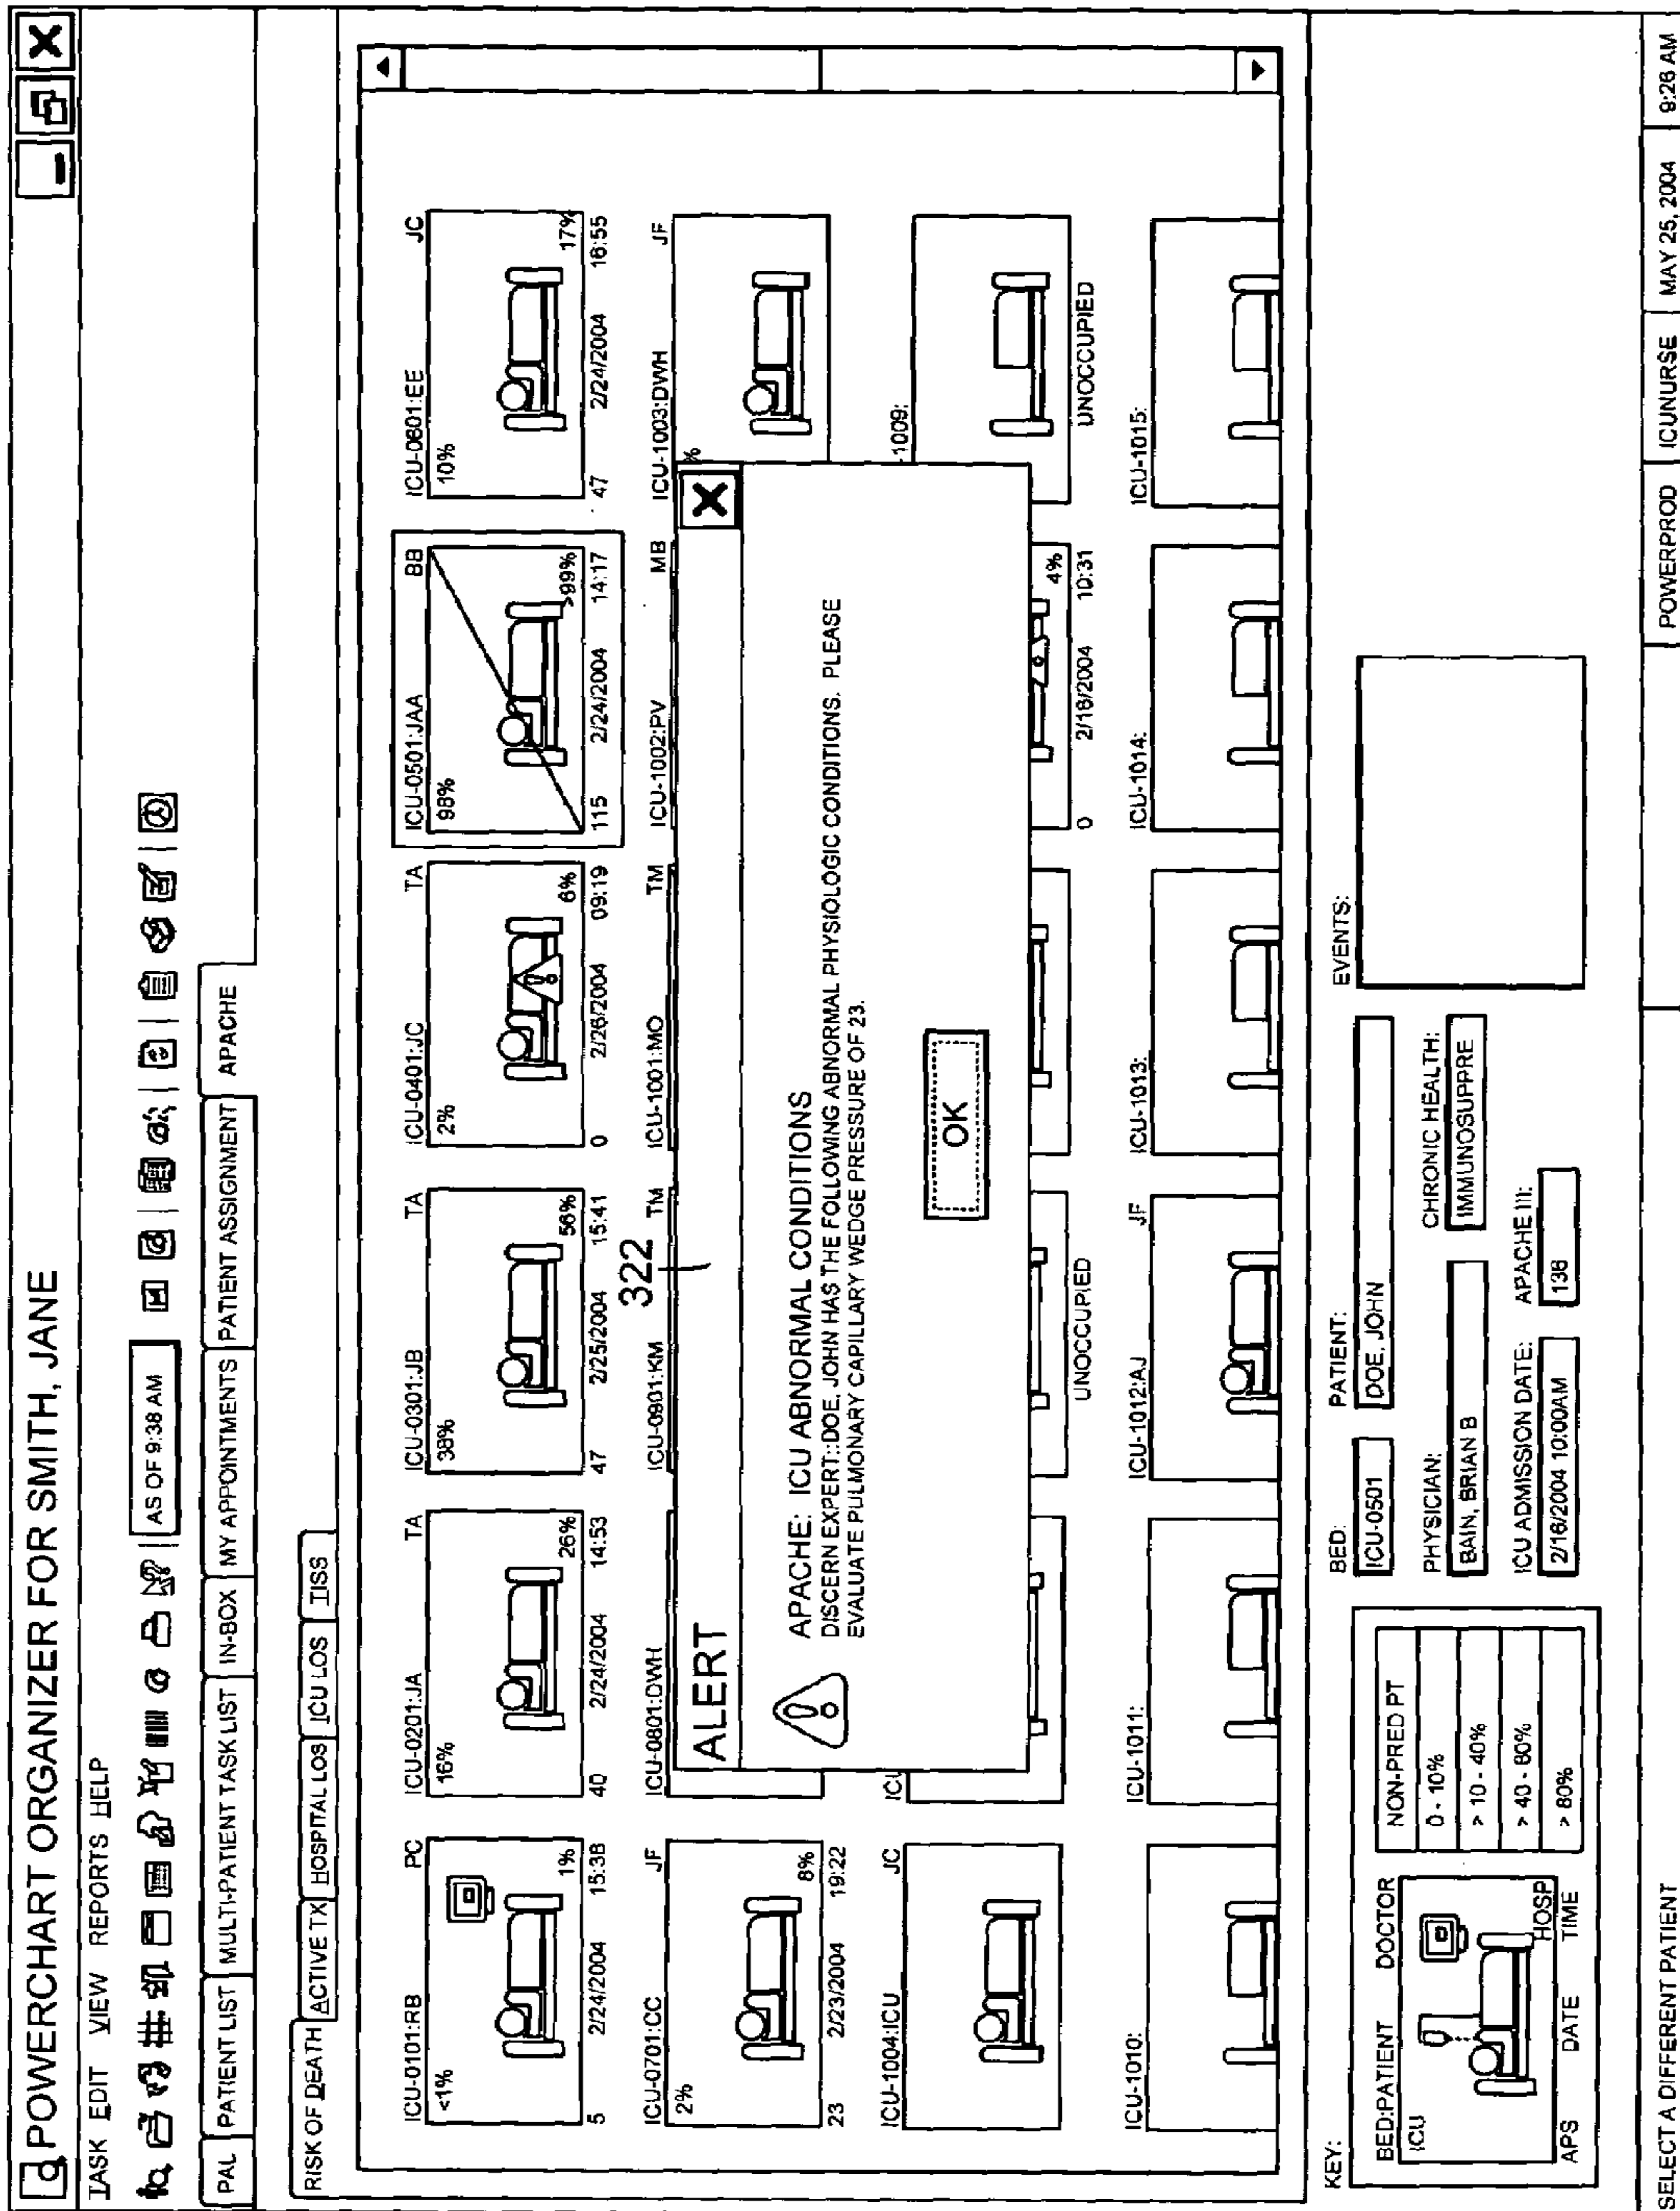 POWERCHART ORGANIZER FOR SMITH, JANE
TASK EDIT VIEW REPORTS HELP
AS OF 9:38 AM
PAL PATIENT LIST MULTI-PATIENT TASK LIST IN-BOX MY APPOINTMENTS PATIENT ASSIGNMENT APACHE
RISK OF DEATH ACTIVE TX HOSPITAL LOS ICU LOS TISS
ICU-0101:RB PC
<1%
1%
5 2/24/2004 15:38
ICU-0201:JA TA
16%
26%
40 2/24/2004 14:53
ICU-0301:JB TA
38%
56%
47 2/25/2004 15:41
ICU-0401:JC TA
2%
6%
0 2/26/2004 09:19
ICU-0501:JAA BB
98%
>99%
115 2/24/2004 14:17
ICU-0601:EE JC
10%
17%
47 2/24/2004 16:55
322
ICU-0701:CC JF
2%
8%
23 2/23/2004 19:22
ICU-0801:DWH
ICU-0901:KM TM
ICU-1001:MO TM
ICU-1002:PV MB
ICU-1003:DWH JF
%
ALERT
APACHE: ICU ABNORMAL CONDITIONS
DISCERN EXPERT::DOE, JOHN HAS THE FOLLOWING ABNORMAL PHYSIOLOGIC CONDITIONS. PLEASE
EVALUATE PULMONARY CAPILLARY WEDGE PRESSURE OF 23.
OK
ICU-1004:ICU JC
ICU
UNOCCUPIED
4%
0 2/16/2004 10:31
-1009:
UNOCCUPIED
ICU-1010:
ICU-1011:
ICU-1012:AJ JF
ICU-1013:
ICU-1014:
ICU-1015:
KEY:
BED:PATIENT DOCTOR
ICU
HOSP
APS DATE TIME
NON-PRED PT
0 - 10%
> 10 - 40%
> 40 - 80%
> 80%
BED: PATIENT:
ICU-0501 DOE, JOHN
PHYSICIAN: CHRONIC HEALTH:
BAIN, BRIAN B IMMUNOSUPPRE
ICU ADMISSION DATE: APACHE III:
2/16/2004 10:00AM 136
EVENTS:
SELECT A DIFFERENT PATIENT POWERPROD ICUNURSE MAY 25, 2004 9:26 AM